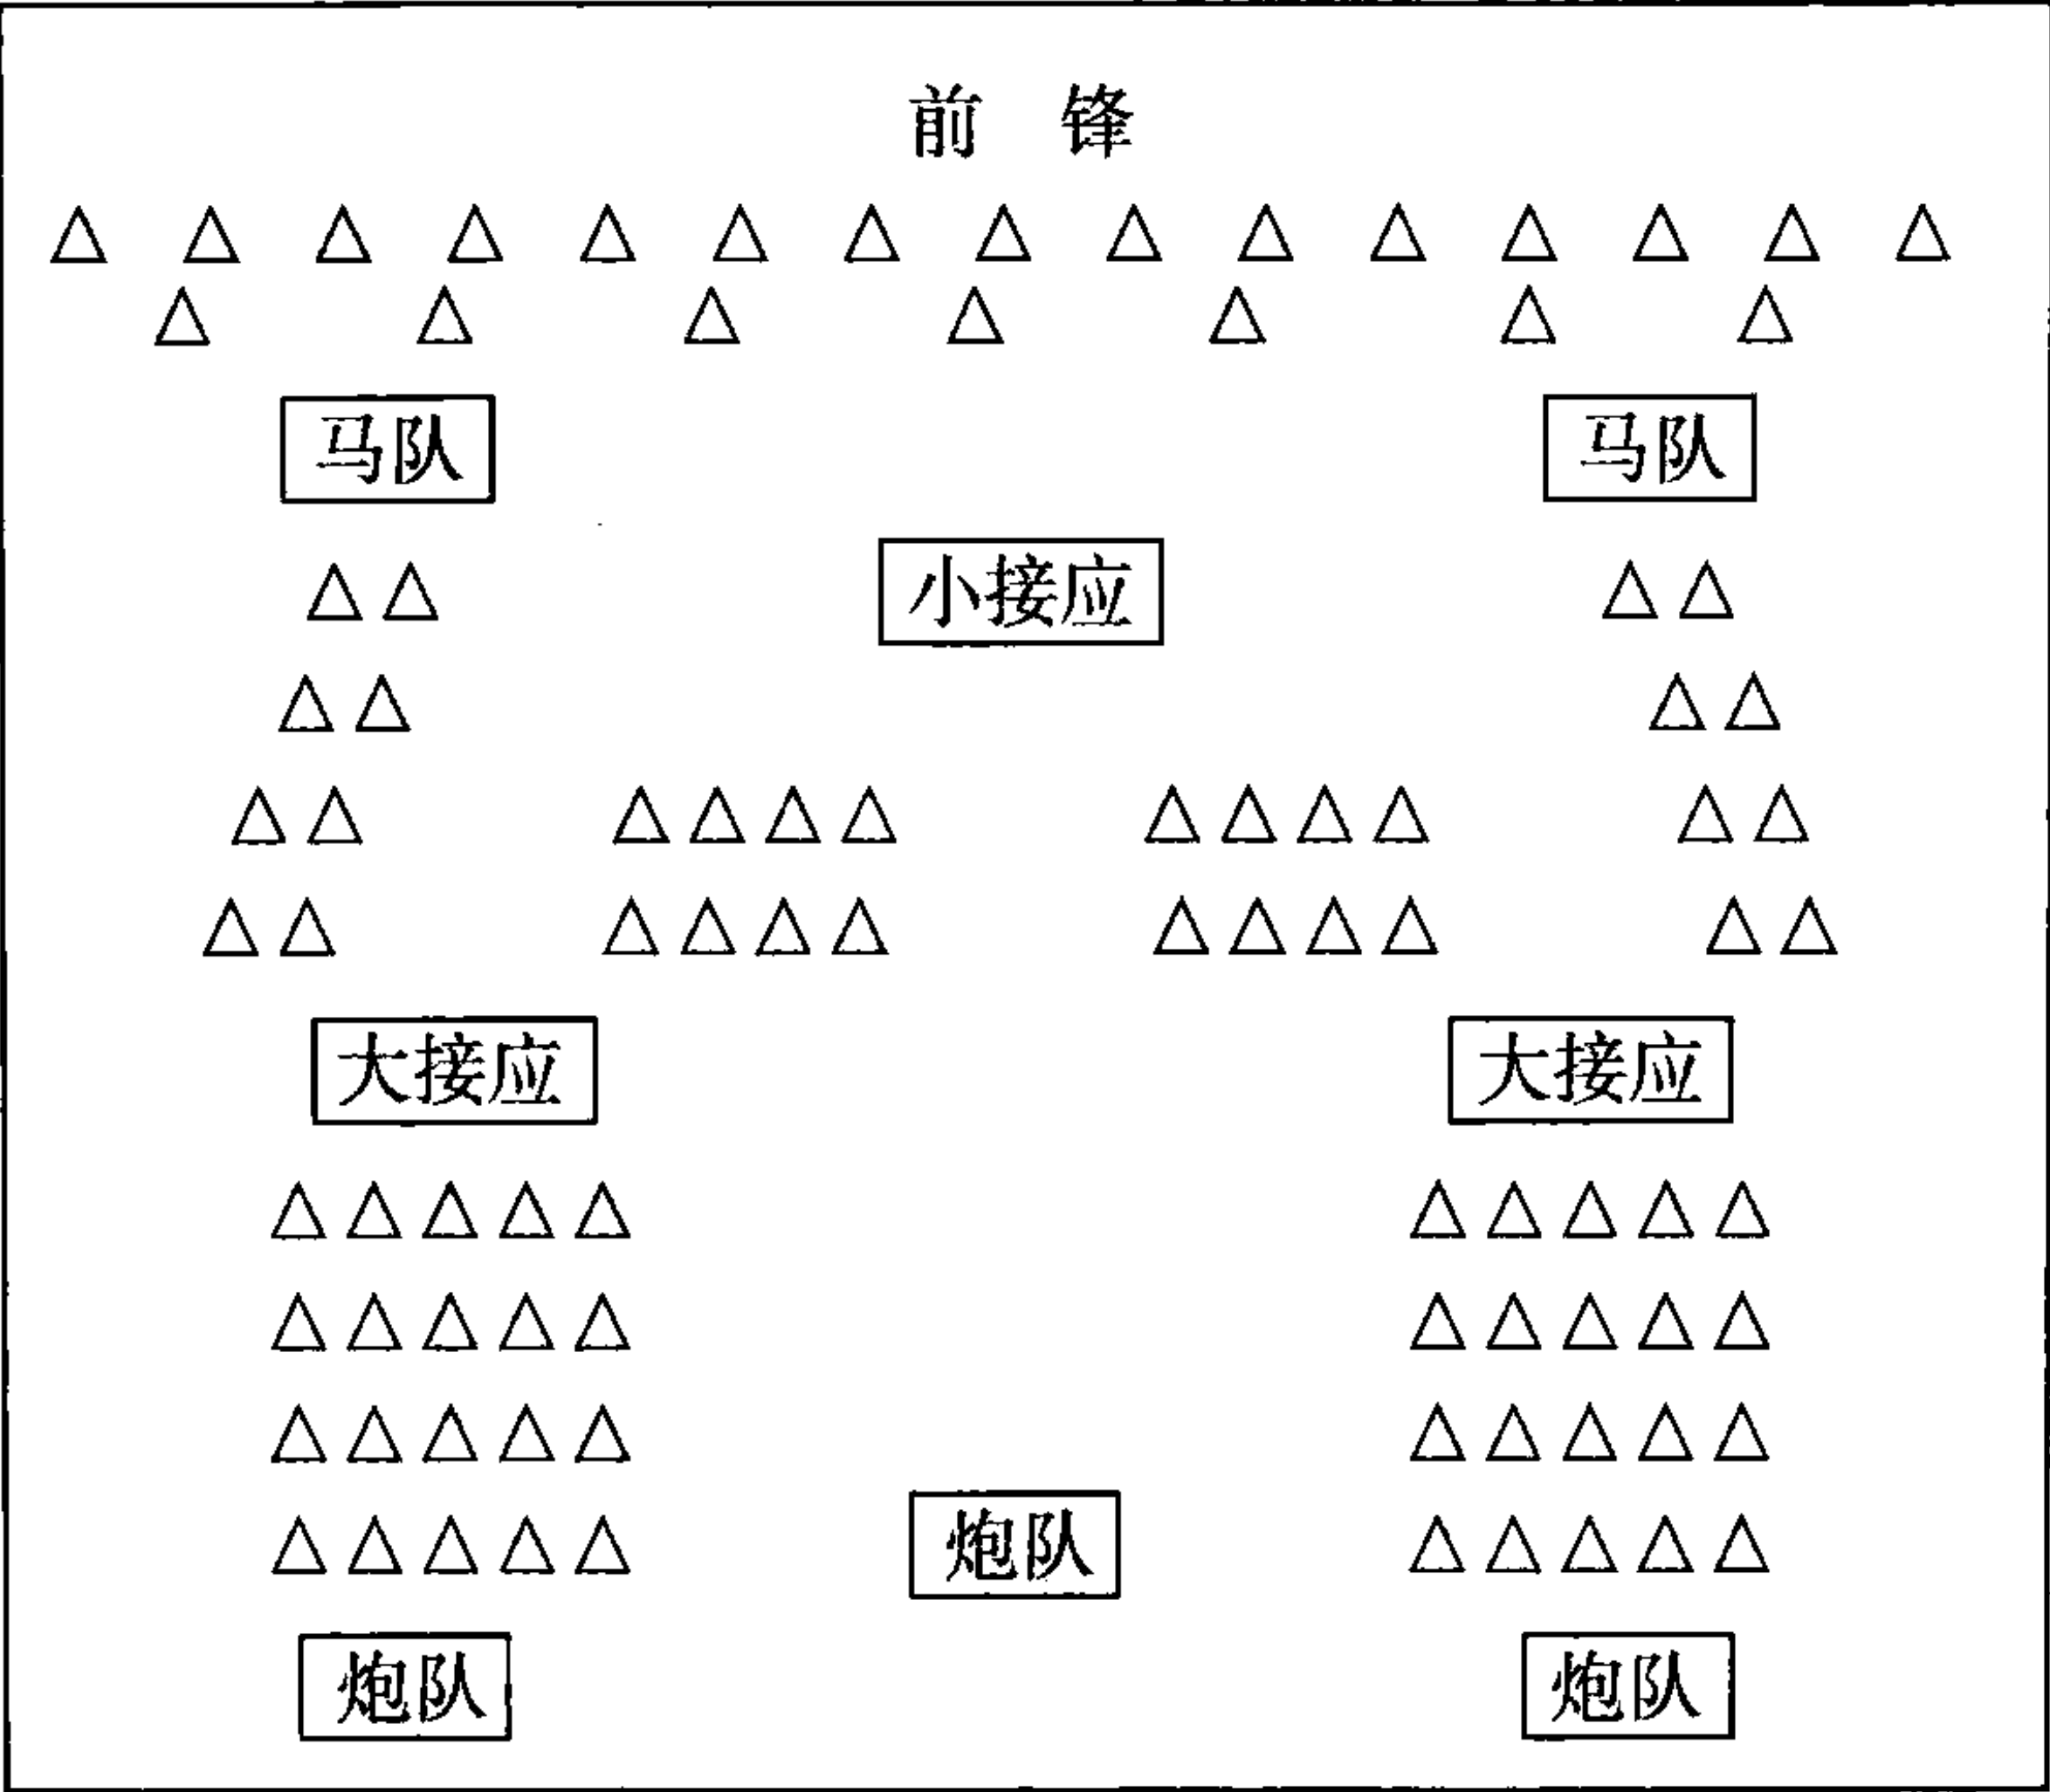 前 锋
马队 马队
小接应
大接应 大接应
炮队
炮队 炮队